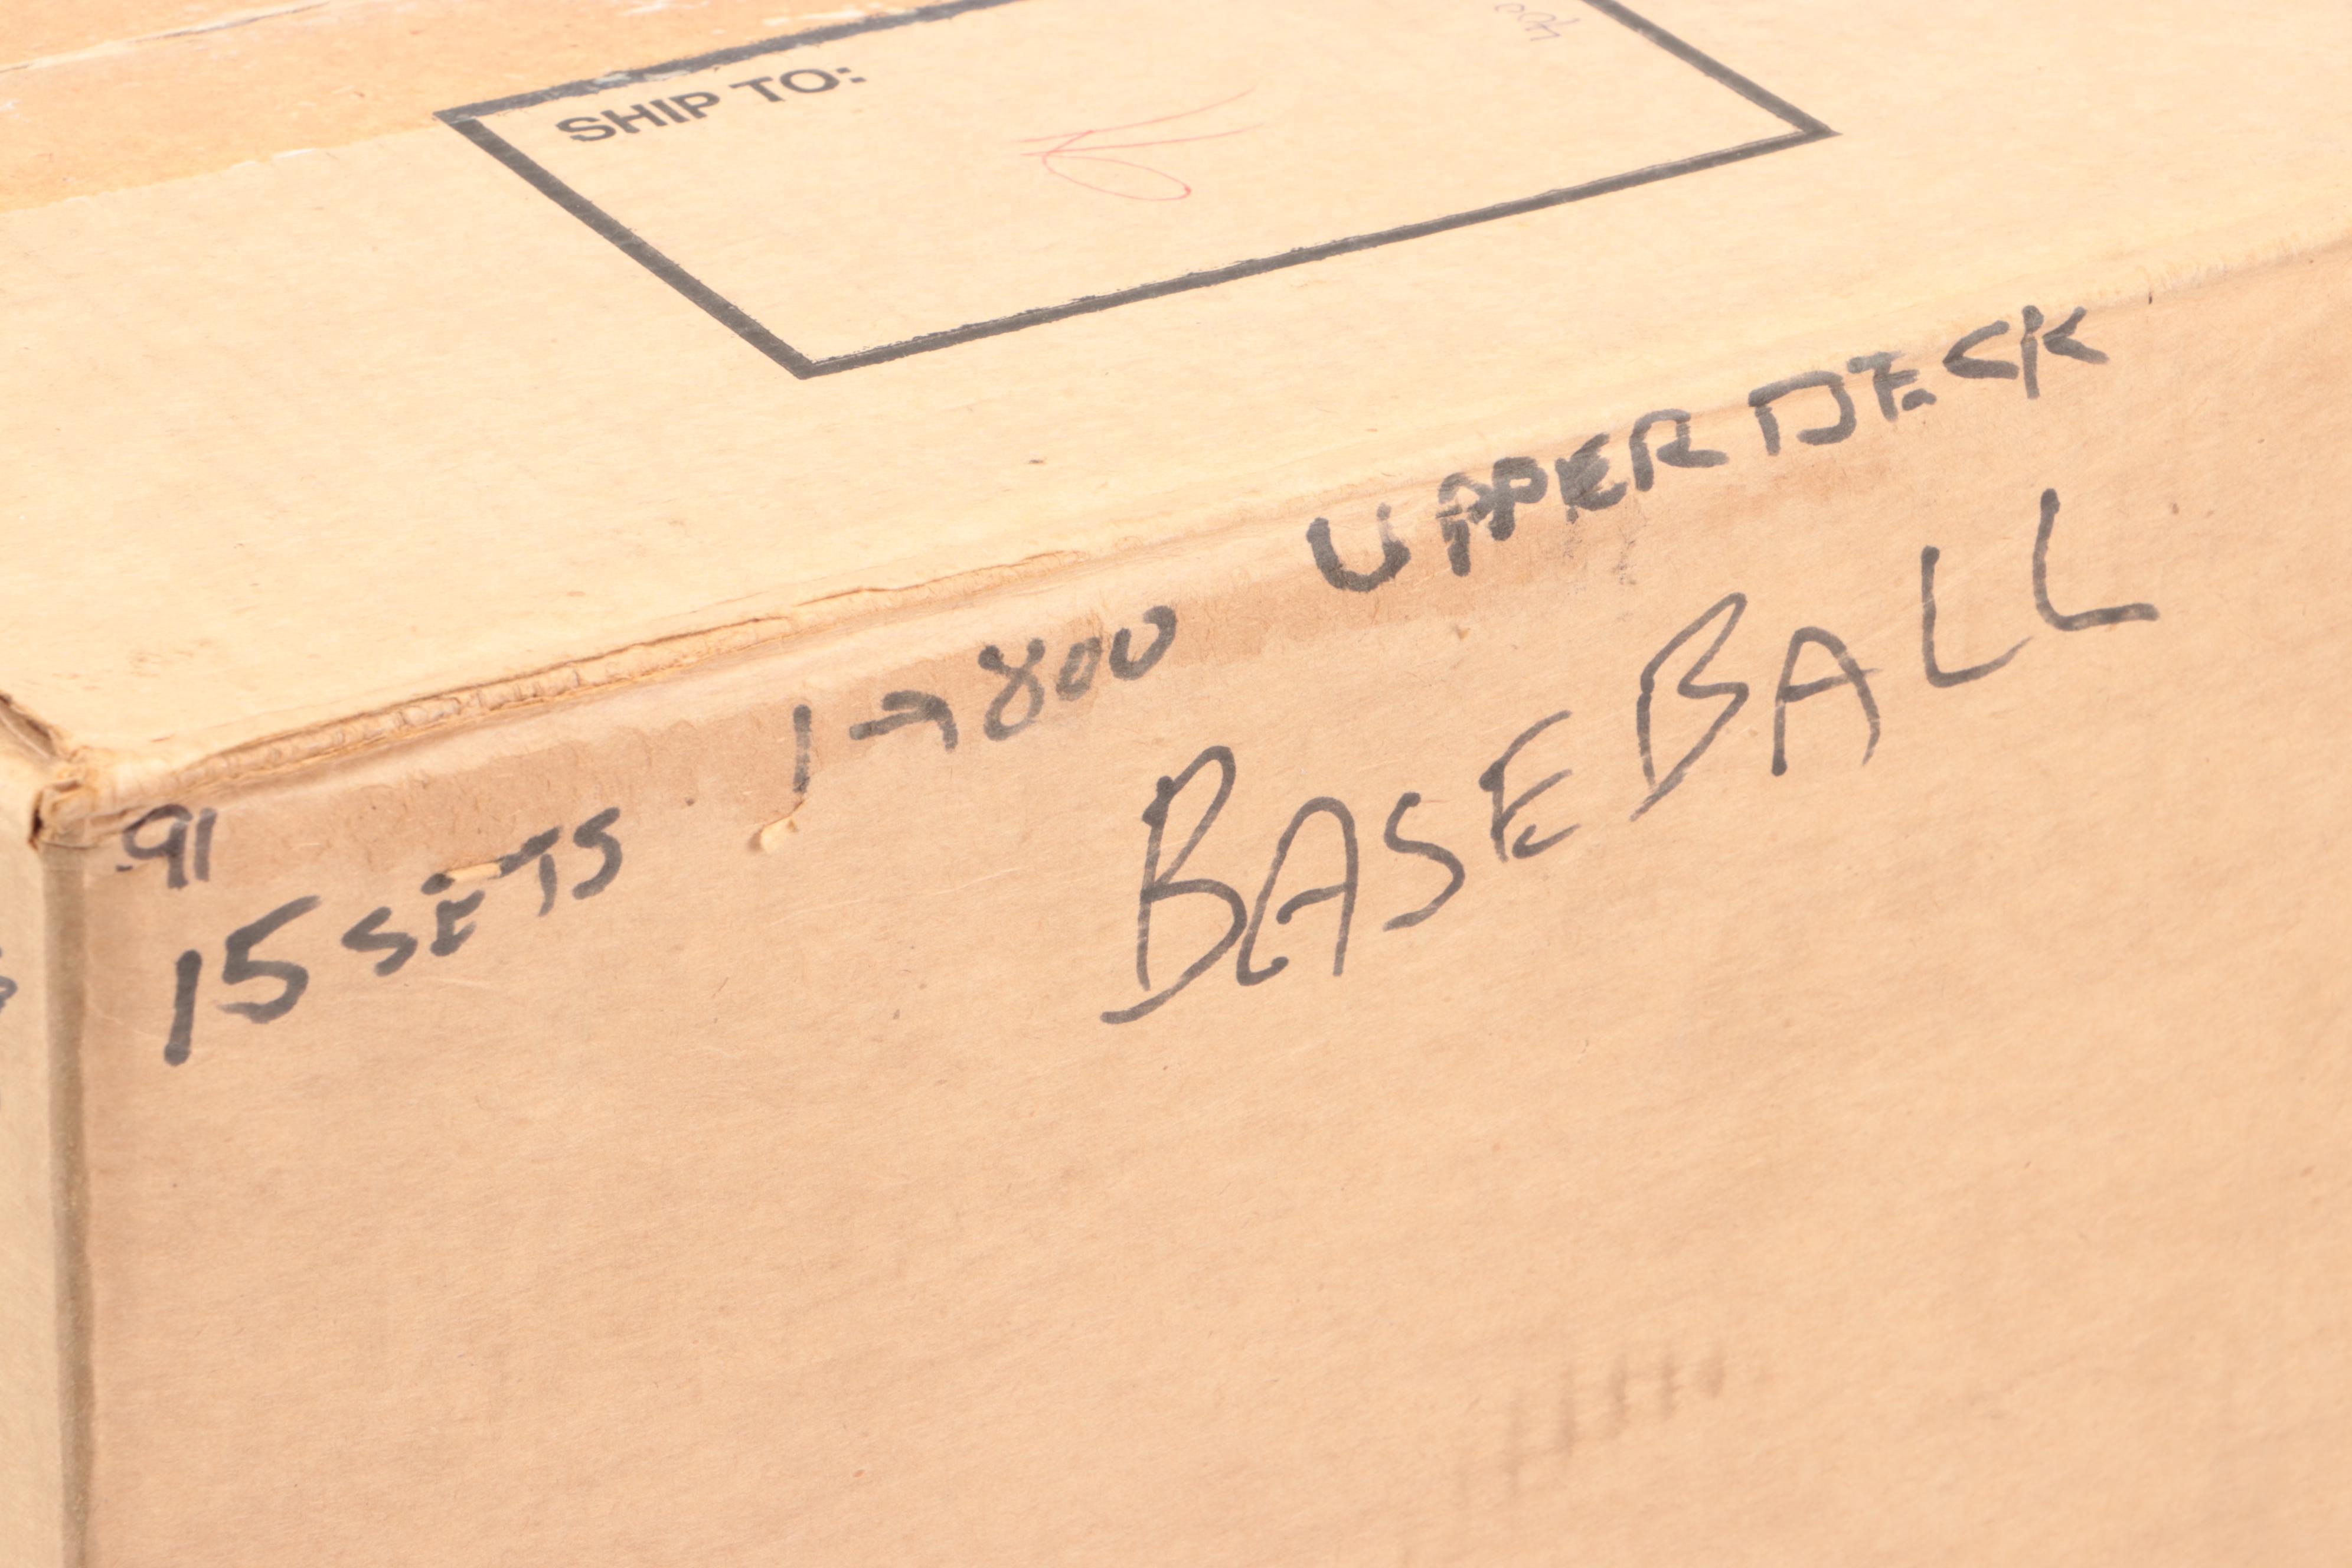 SHIP TO:
91
15 SETS 1→800 UPPER DECK
BASEBALL